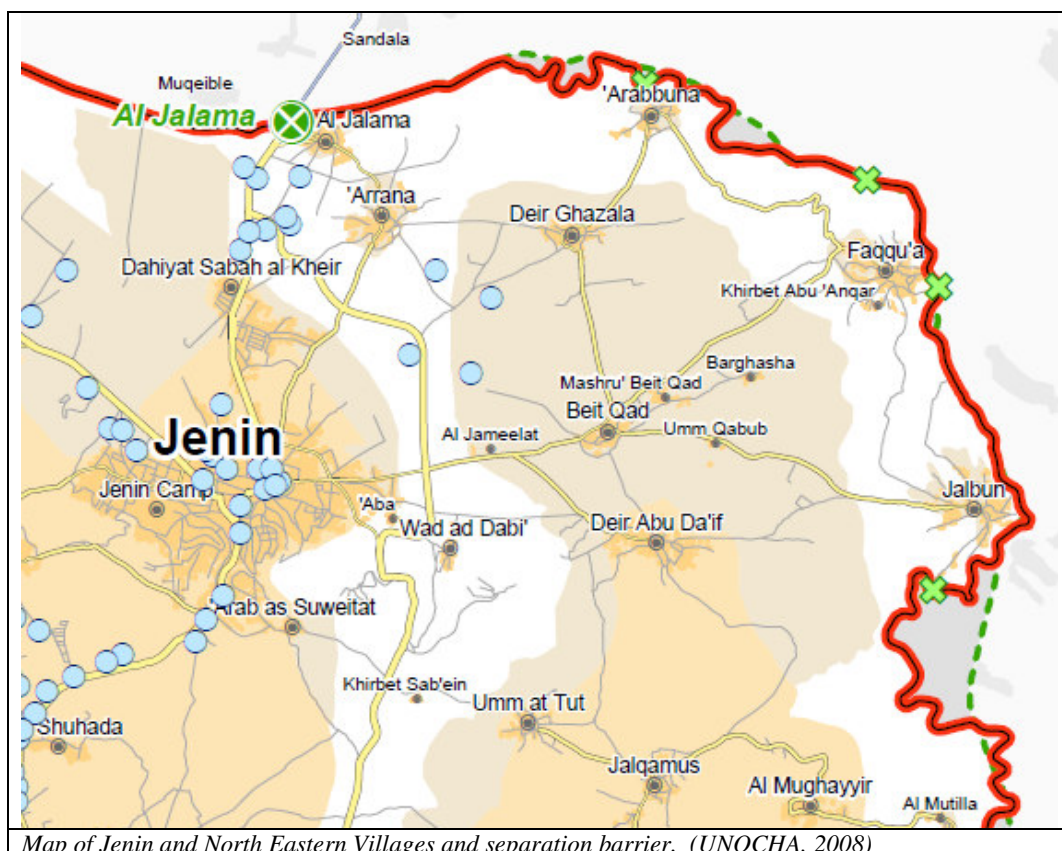 Sandala
Muqeible
Al Jalama
Al Jalama
'Arabbuna
'Arrana
Deir Ghazala
Dahiyat Sabah al Kheir
Faqqu'a
Khirbet Abu 'Anqar
Barghasha
Mashru' Beit Qad
Beit Qad
Umm Qabub
Al Jameelat
Jenin
Jenin Camp
Jalbun
'Aba
Wad ad Dabi'
Deir Abu Da'if
'Arab as Suweitat
Khirbet Sab'ein
Umm at Tut
Shuhada
Jalqamus
Al Mughayyir
Al Mutilla
Map of Jenin and North Eastern Villages and separation barrier. (UNOCHA, 2008)